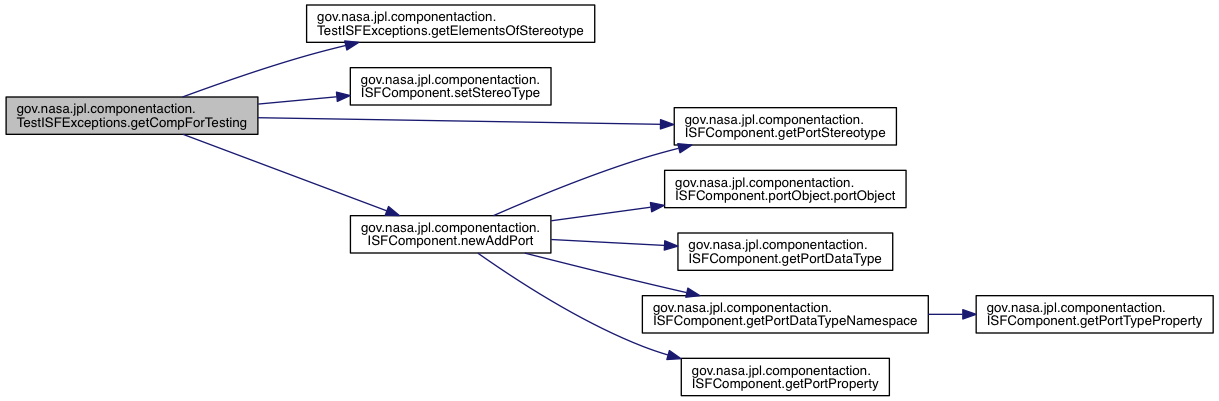 gov.nasa.jpl.componentaction.
TestISFExceptions.getElementsOfStereotype
gov.nasa.jpl.componentaction.
ISFComponent.setStereoType
gov.nasa.jpl.componentaction.
TestISFExceptions.getCompForTesting
gov.nasa.jpl.componentaction.
ISFComponent.getPortStereotype
gov.nasa.jpl.componentaction.
ISFComponent.portObject.portObject
gov.nasa.jpl.componentaction.
ISFComponent.newAddPort
gov.nasa.jpl.componentaction.
ISFComponent.getPortDataType
gov.nasa.jpl.componentaction.
ISFComponent.getPortDataTypeNamespace
gov.nasa.jpl.componentaction.
ISFComponent.getPortTypeProperty
gov.nasa.jpl.componentaction.
ISFComponent.getPortProperty